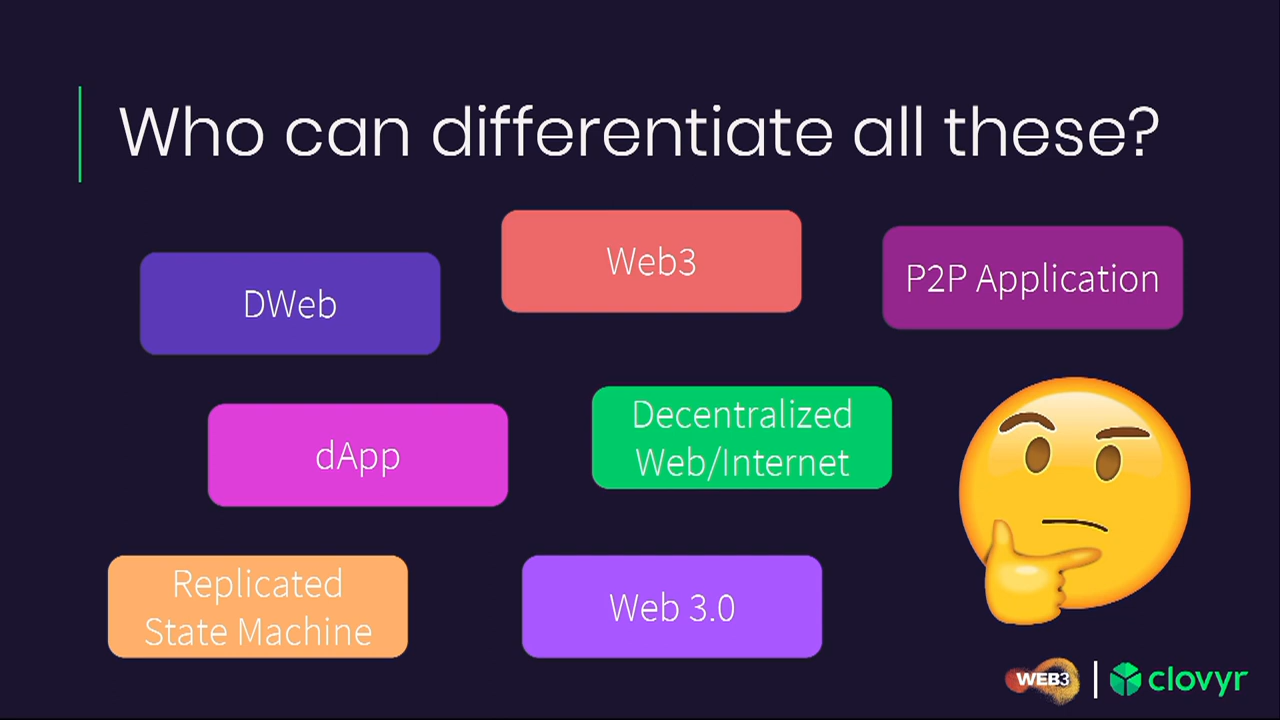 Who can differentiate all these?
Web3
P2P Application
DWeb
dApp
Decentralized
Web/Internet
Replicated
State Machine
Web 3.0
WEB3
clovyr